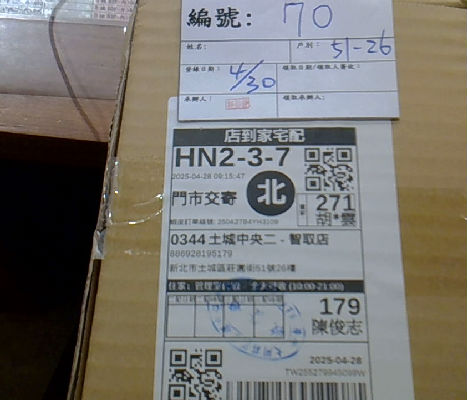 編號: 70
姓名: 戶別: 51-26
登錄日期: 4/30 領取日期/領取人簽收:
承辦人: 領取承辦人:
店到家宅配
HN2-3-7
2025-04-28 09:15:47
門市交寄 北
271
胡 雲
0344 土城中央二 - 智取店
886928195179
新北市土城區莊園街51號26樓
179
陳俊志
2025-04-28